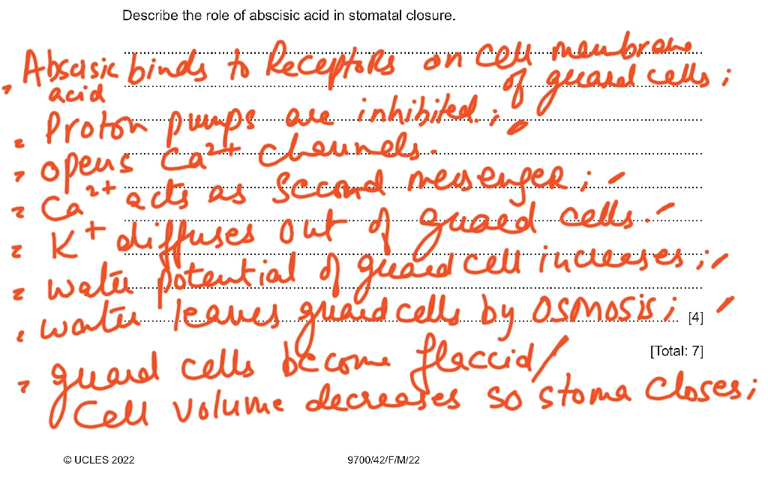 Describe the role of abscisic acid in stomatal closure.
, Abscisic binds to Receptors on cell membrane
acid of guard cells ;
, Proton pumps are inhibited. ;
, opens Ca2+ channels.
, Ca2+ acts as second messenger ;
, K+ diffuses out of guard cells.
, water potential of guard cell increases ;
, water leaves guard cells by osmosis ; [4]
[Total: 7]
, guard cells become flaccid /
Cell volume decreases so stoma closes ;
© UCLES 2022 9700/42/F/M/22